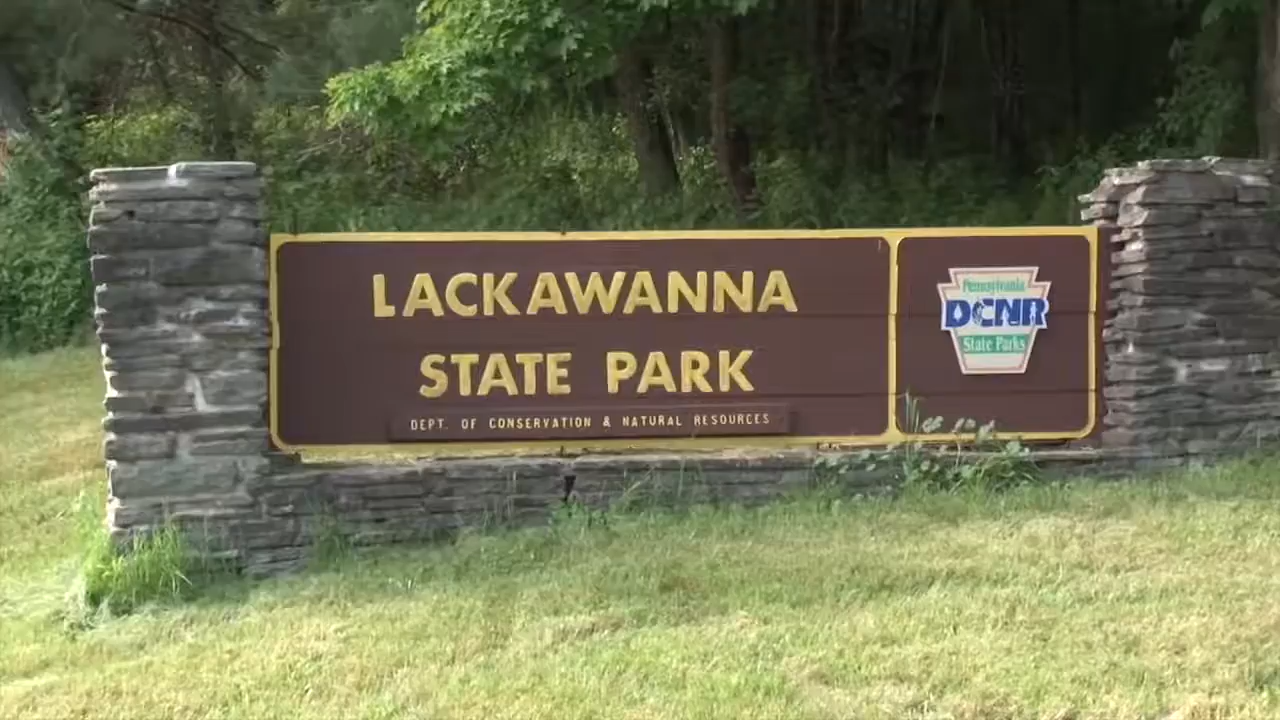 LACKAWANNA
STATE PARK
DEPT. OF CONSERVATION & NATURAL RESOURCES
Pennsylvania
DCNR
State Parks